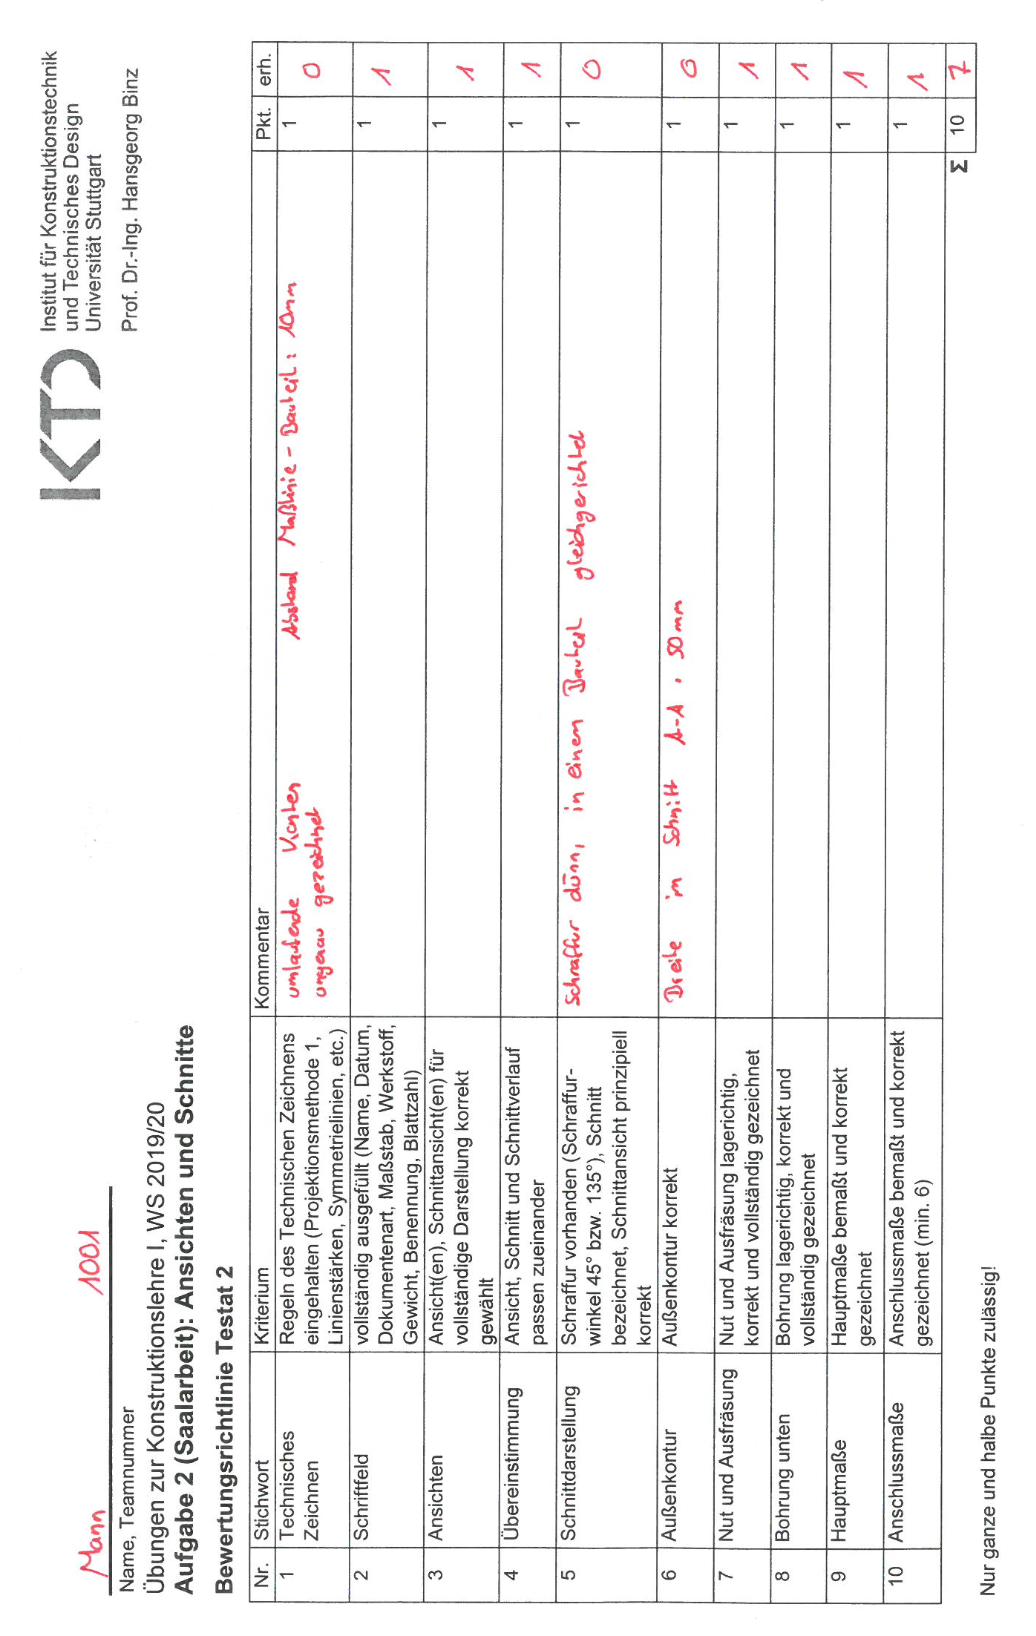 Mann 1001
Name, Teamnummer
Übungen zur Konstruktionslehre I, WS 2019/20
Aufgabe 2 (Saalarbeit): Ansichten und Schnitte
Bewertungsrichtlinie Testat 2
KTD
Institut für Konstruktionstechnik
und Technisches Design
Universität Stuttgart
Prof. Dr.-Ing. Hansgeorg Binz
Nr. Stichwort Kriterium Kommentar Pkt. erh.
1 Technisches Zeichnen
Regeln des Technischen Zeichnens
eingehalten (Projektionsmethode 1,
Linienstärken, Symmetrielinien, etc.)
umlaufende Kanten
ungenau gezeichnet
Abstand Maßlinie - Bauteil: 10mm
1 0
2 Schriftfeld
vollständig ausgefüllt (Name, Datum,
Dokumentenart, Maßstab, Werkstoff,
Gewicht, Benennung, Blattzahl)
1 1
3 Ansichten
Ansicht(en), Schnittansicht(en) für
vollständige Darstellung korrekt
gewählt
1 1
4 Übereinstimmung
Ansicht, Schnitt und Schnittverlauf
passen zueinander
1 1
5 Schnittdarstellung
Schraffur vorhanden (Schraffur-
winkel 45° bzw. 135°), Schnitt
bezeichnet, Schnittansicht prinzipiell
korrekt
Schraffur dünn, in einem Bauteil gleichgerichtet
1 0
6 Außenkontur
Außenkontur korrekt
Breite im Schnitt A-A: 50mm
1 0
7 Nut und Ausfräsung
Nut und Ausfräsung lagerichtig,
korrekt und vollständig gezeichnet
1 1
8 Bohrung unten
Bohrung lagerichtig, korrekt und
vollständig gezeichnet
1 1
9 Hauptmaße
Hauptmaße bemaßt und korrekt
gezeichnet
1 1
10 Anschlussmaße
Anschlussmaße bemaßt und korrekt
gezeichnet (min. 6)
1 1
Σ 10 7
Nur ganze und halbe Punkte zulässig!